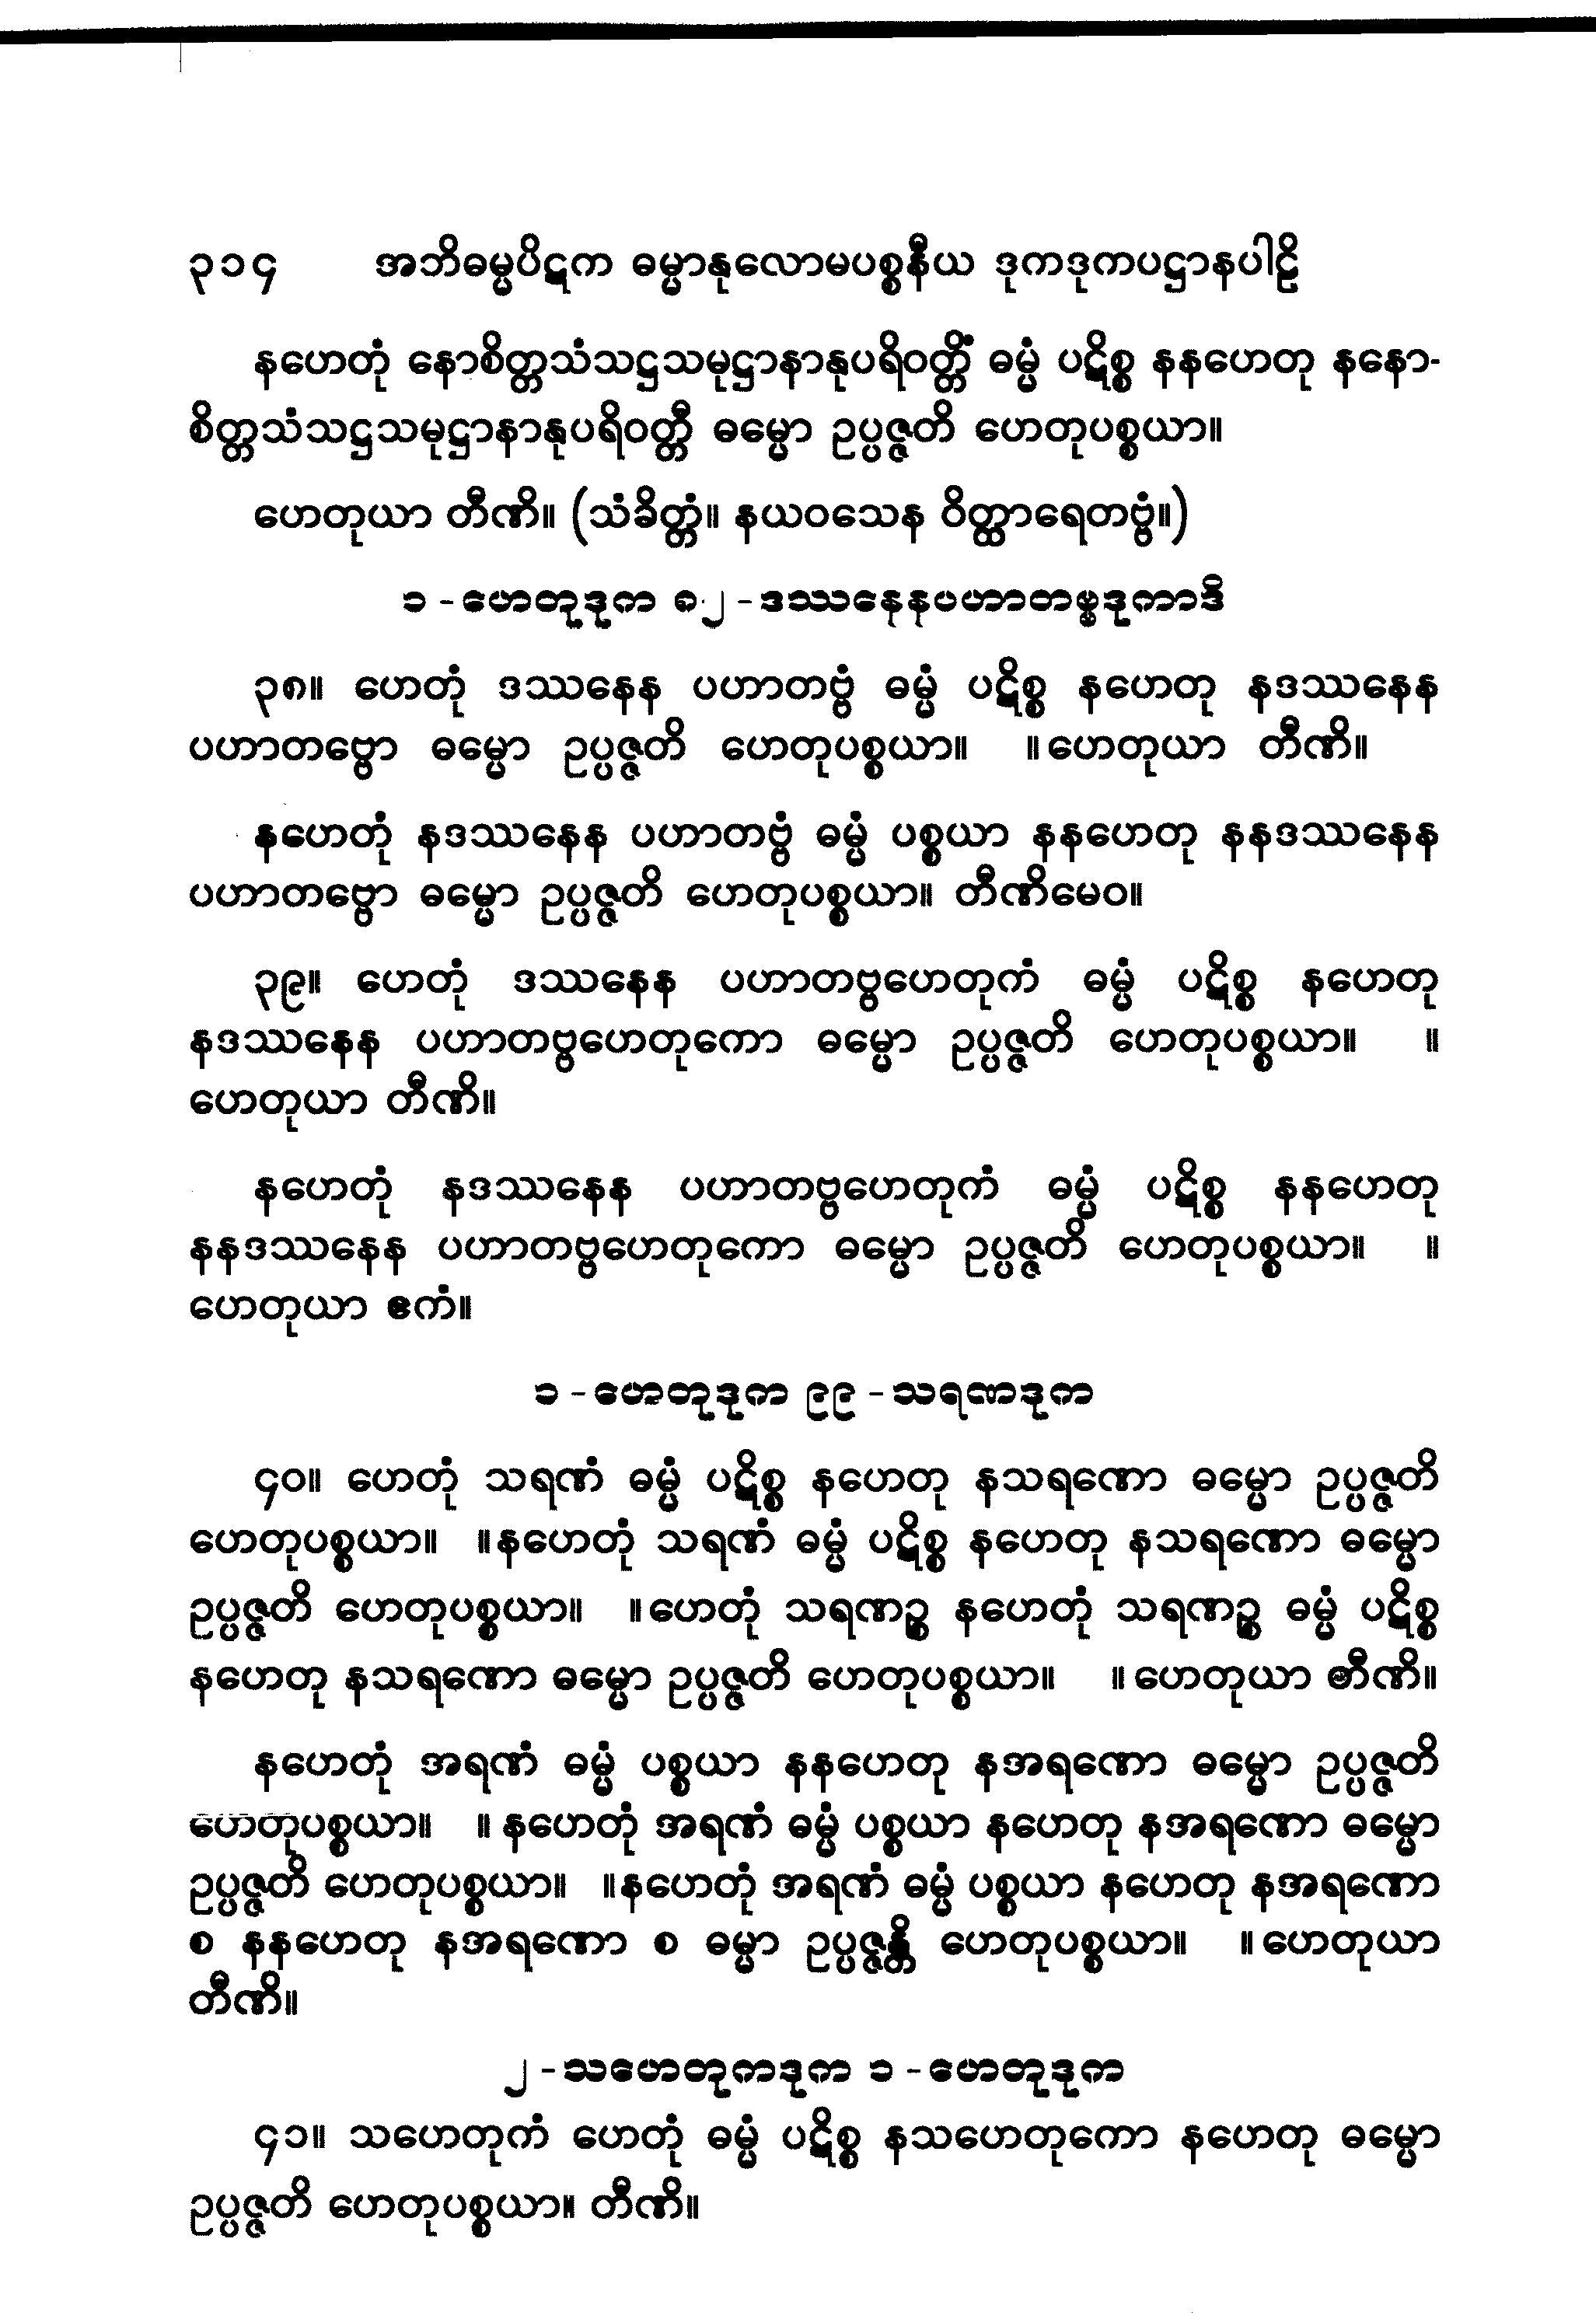 ၃၁၄ အဘိဓမ္မပိဋက ဓမ္မာနုလောမပစ္စနီယ ဒုကဒုကပဋ္ဌာနပါဠိ
နဟေတုံ နောစိတ္တသံသဋ္ဌသမုဋ္ဌာနာနုပရိဝတ္တိံ ဓမ္မံ ပဋိစ္စ နနဟေတု နနော-
စိတ္တသံသဋ္ဌသမုဋ္ဌာနာနုပရိဝတ္တီ ဓမ္မော ဥပ္ပဇ္ဇတိ ဟေတုပစ္စယာ။
ဟေတုယာ တီဏိ။ (သံခိတ္တံ။ နယဝသေန ဝိတ္ထာရေတဗ္ဗံ။)
၁ - ဟေတုဒုက ၈၂ - ဒဿနေနပဟာတဗ္ဗဒုကာဒိ
၃၈။ ဟေတုံ ဒဿနေန ပဟာတဗ္ဗံ ဓမ္မံ ပဋိစ္စ နဟေတု နဒဿနေန
ပဟာတဗ္ဗော ဓမ္မော ဥပ္ပဇ္ဇတိ ဟေတုပစ္စယာ။ ။ ဟေတုယာ တီဏိ။
နဟေတုံ နဒဿနေန ပဟာတဗ္ဗံ ဓမ္မံ ပစ္စယာ နနဟေတု နနဒဿနေန
ပဟာတဗ္ဗော ဓမ္မော ဥပ္ပဇ္ဇတိ ဟေတုပစ္စယာ။ တီဏိမေဝ။
၃၉။ ဟေတုံ ဒဿနေန ပဟာတဗ္ဗဟေတုကံ ဓမ္မံ ပဋိစ္စ နဟေတု
နဒဿနေန ပဟာတဗ္ဗဟေတုကော ဓမ္မော ဥပ္ပဇ္ဇတိ ဟေတုပစ္စယာ။ ။
ဟေတုယာ တီဏိ။
နဟေတုံ နဒဿနေန ပဟာတဗ္ဗဟေတုကံ ဓမ္မံ ပဋိစ္စ နနဟေတု
နနဒဿနေန ပဟာတဗ္ဗဟေတုကော ဓမ္မော ဥပ္ပဇ္ဇတိ ဟေတုပစ္စယာ။ ။
ဟေတုယာ ဧကံ။
၁ - ဟေတုဒုက ၉၉ - သရဏဒုက
၄၀။ ဟေတုံ သရဏံ ဓမ္မံ ပဋိစ္စ နဟေတု နသရဏော ဓမ္မော ဥပ္ပဇ္ဇတိ
ဟေတုပစ္စယာ။ ။ နဟေတုံ သရဏံ ဓမ္မံ ပဋိစ္စ နဟေတု နသရဏော ဓမ္မော
ဥပ္ပဇ္ဇတိ ဟေတုပစ္စယာ။ ။ ဟေတုံ သရဏဉ္စ နဟေတုံ သရဏဉ္စ ဓမ္မံ ပဋိစ္စ
နဟေတု နသရဏော ဓမ္မော ဥပ္ပဇ္ဇတိ ဟေတုပစ္စယာ။ ။ ဟေတုယာ တီဏိ။
နဟေတုံ အရဏံ ဓမ္မံ ပစ္စယာ နနဟေတု နအရဏော ဓမ္မော ဥပ္ပဇ္ဇတိ
ဟေတုပစ္စယာ။ ။ နဟေတုံ အရဏံ ဓမ္မံ ပစ္စယာ နဟေတု နအရဏော ဓမ္မော
ဥပ္ပဇ္ဇတိ ဟေတုပစ္စယာ။ ။ နဟေတုံ အရဏံ ဓမ္မံ ပစ္စယာ နဟေတု နအရဏော
စ နနဟေတု နအရဏော စ ဓမ္မာ ဥပ္ပဇ္ဇန္တိ ဟေတုပစ္စယာ။ ။ ဟေတုယာ
တီဏိ။
၂ - သဟေတုကဒုက ၁ - ဟေတုဒုက
၄၁။ သဟေတုကံ ဟေတုံ ဓမ္မံ ပဋိစ္စ နသဟေတုကော နဟေတု ဓမ္မော
ဥပ္ပဇ္ဇတိ ဟေတုပစ္စယာ။ တီဏိ။